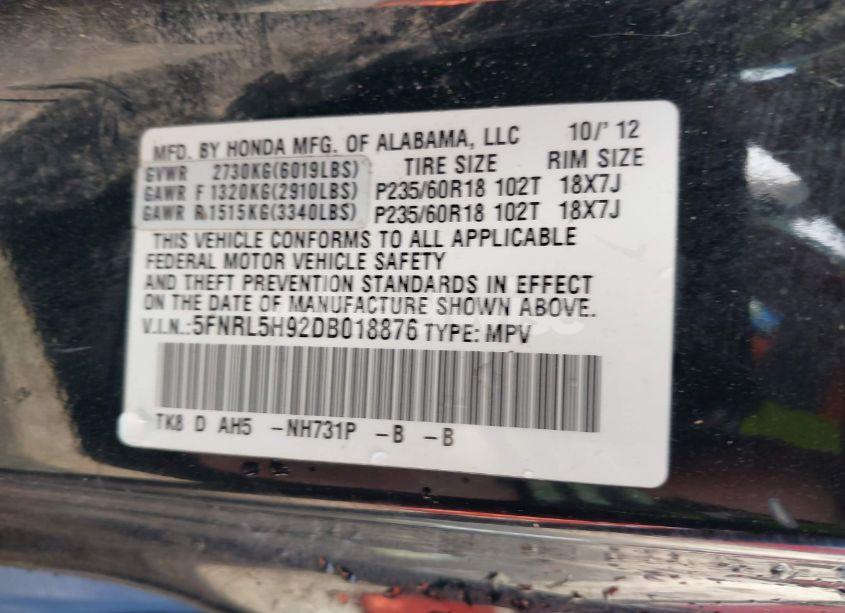 MFD. BY HONDA MFG. OF ALABAMA, LLC 10/'12
GVWR 2730KG(6019LBS) TIRE SIZE RIM SIZE
GAWR F 1320KG(2910LBS) P235/60R18 102T 18X7J
GAWR R 1515KG(3340LBS) P235/60R18 102T 18X7J
THIS VEHICLE CONFORMS TO ALL APPLICABLE
FEDERAL MOTOR VEHICLE SAFETY
AND THEFT PREVENTION STANDARDS IN EFFECT
ON THE DATE OF MANUFACTURE SHOWN ABOVE.
V.I.N.:5FNRL5H92DB018876 TYPE: MPV
TK8 D AH5 -NH731P -B -B